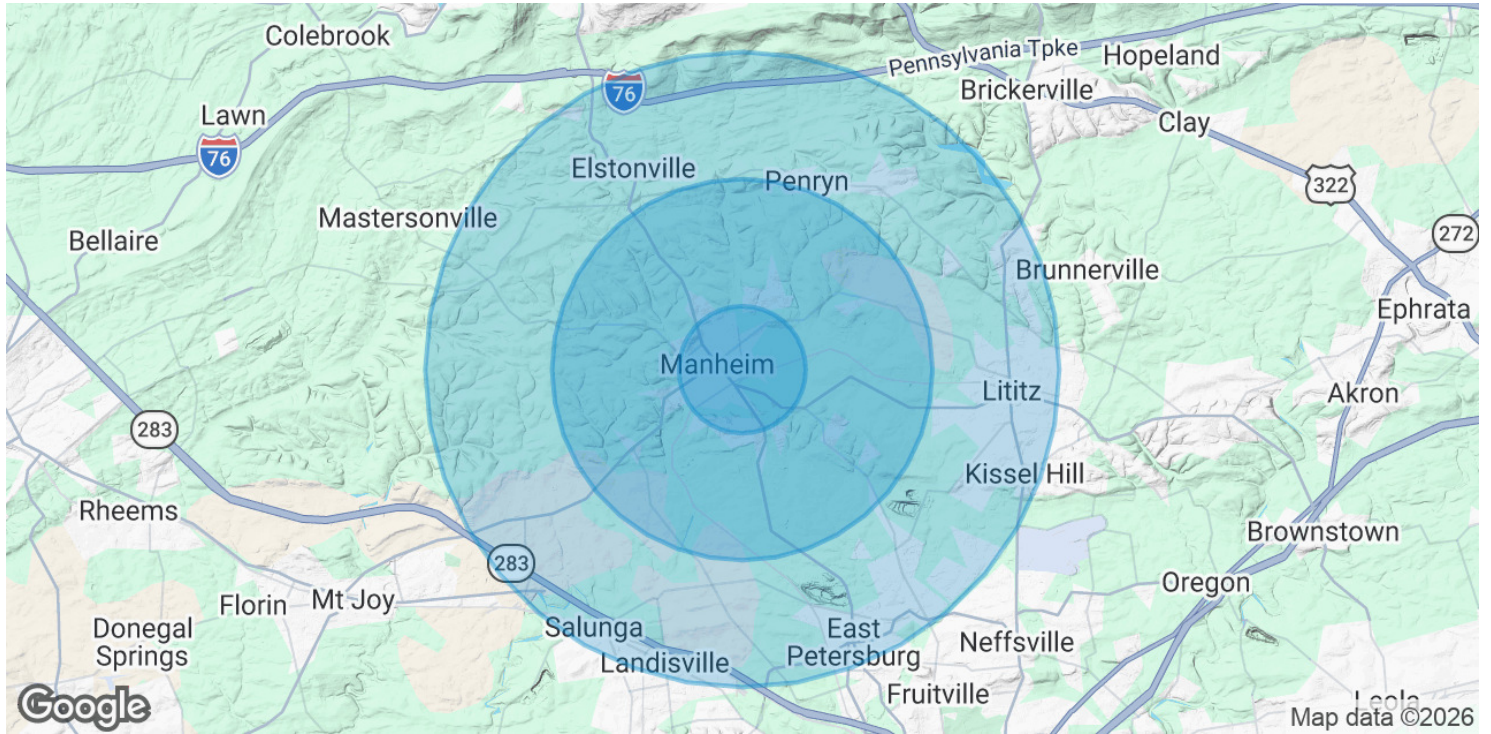 Colebrook
Pennsylvania Tpke
Hopeland
76
Brickerville
Lawn
Clay
76
Elstonville
Penryn
322
Mastersonville
272
Bellaire
Brunnerville
Ephrata
Manheim
Lititz
Akron
283
Kissel Hill
Rheems
Brownstown
283
Oregon
Florin
Mt Joy
Donegal
Springs
Salunga
East
Petersburg
Neffsville
Landisville
Fruitville
Leola
Google
Map data ©2026